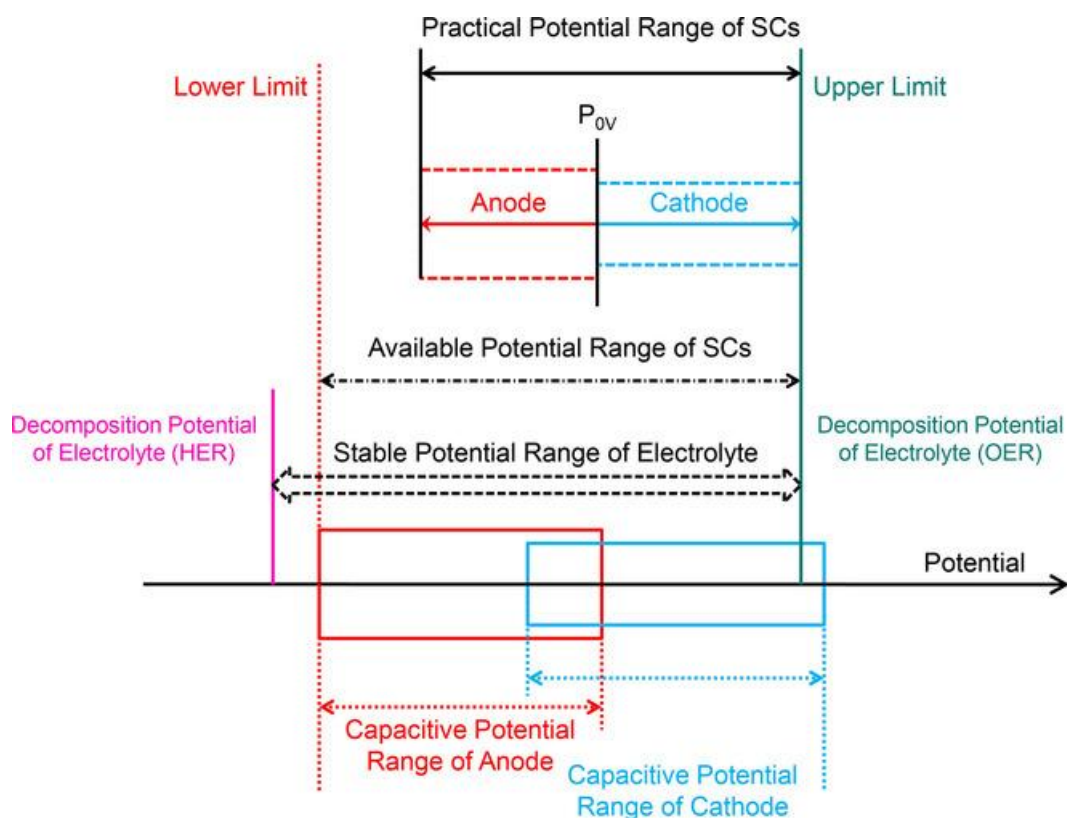 Practical Potential Range of SCs
Lower Limit
Upper Limit
P0V
Anode
Cathode
Available Potential Range of SCs
Decomposition Potential
of Electrolyte (HER)
Decomposition Potential
of Electrolyte (OER)
Stable Potential Range of Electrolyte
Potential
Capacitive Potential
Range of Anode
Capacitive Potential
Range of Cathode